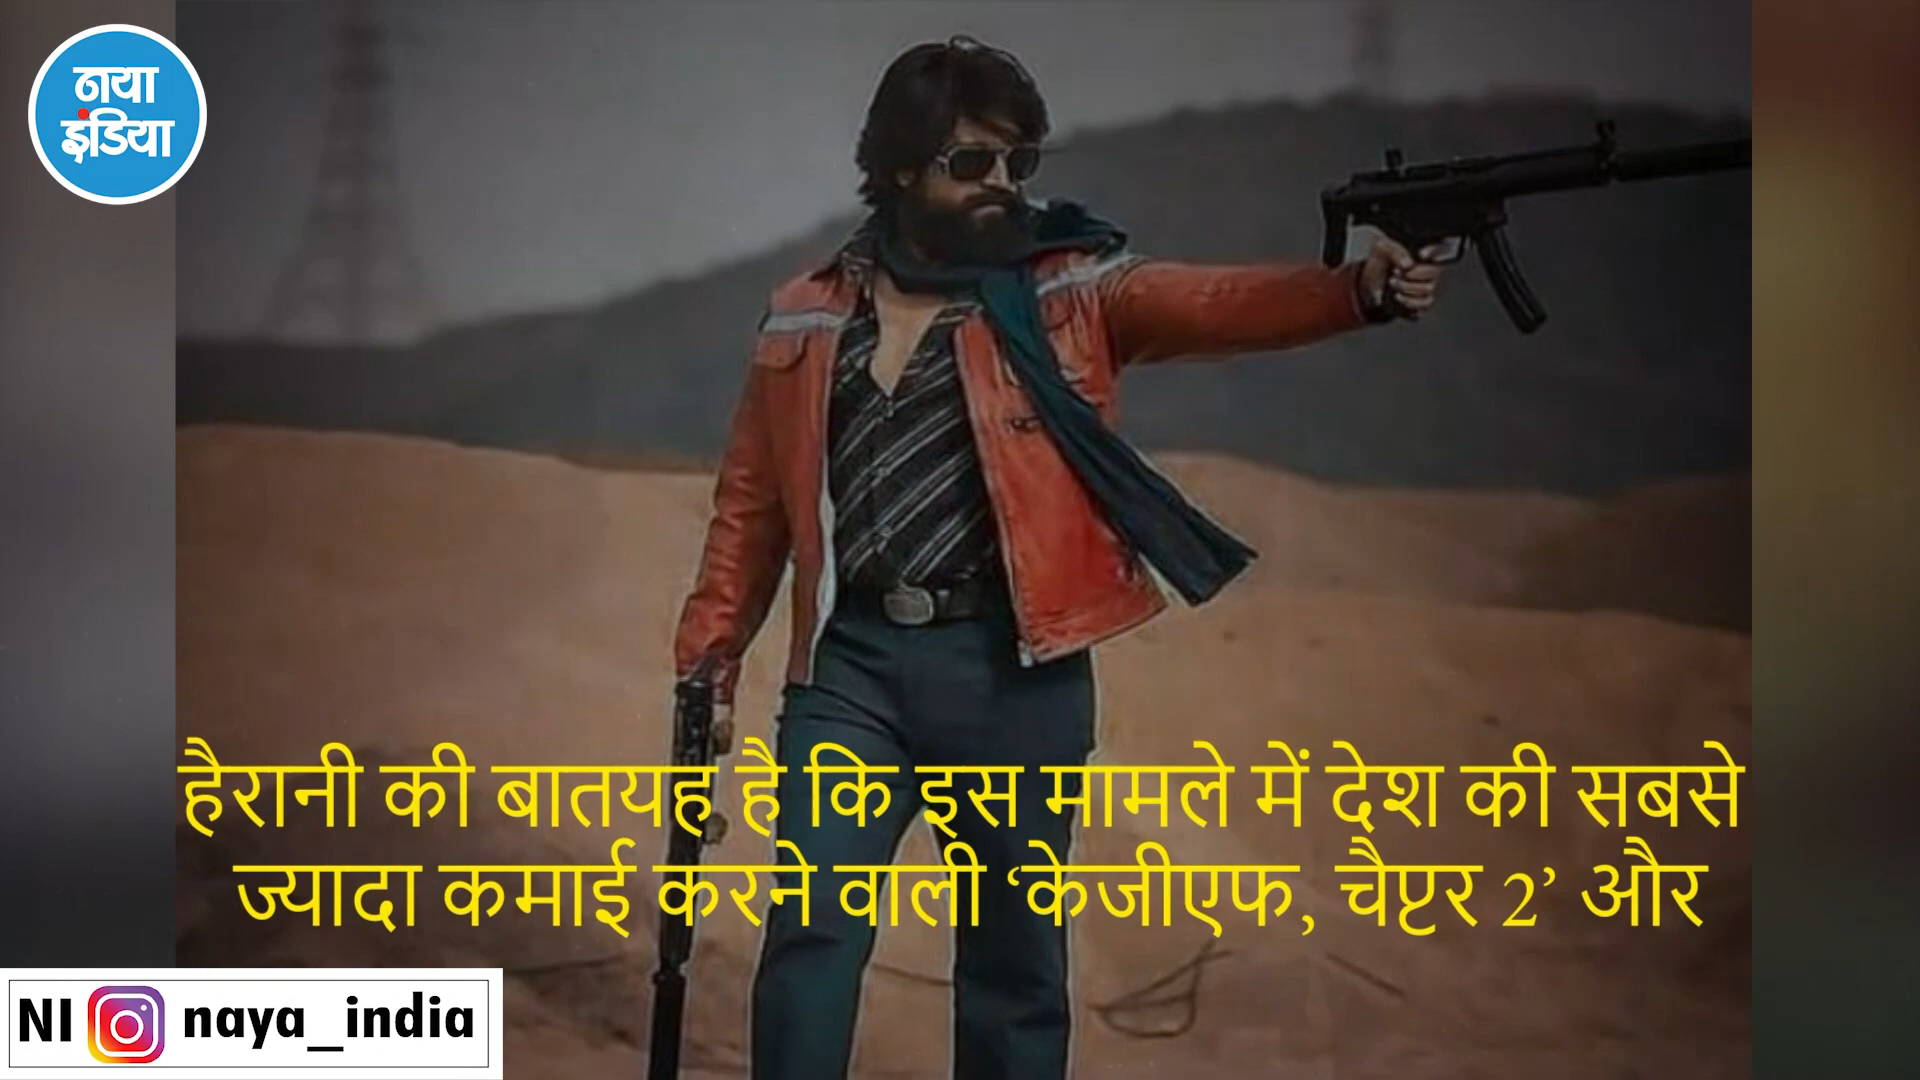 नया
इंडिया
हैरानी की बातयह है कि इस मामले में देश की सबसे
ज्यादा कमाई करने वाली ‘केजीएफ, चैप्टर 2’ और
NI naya_india